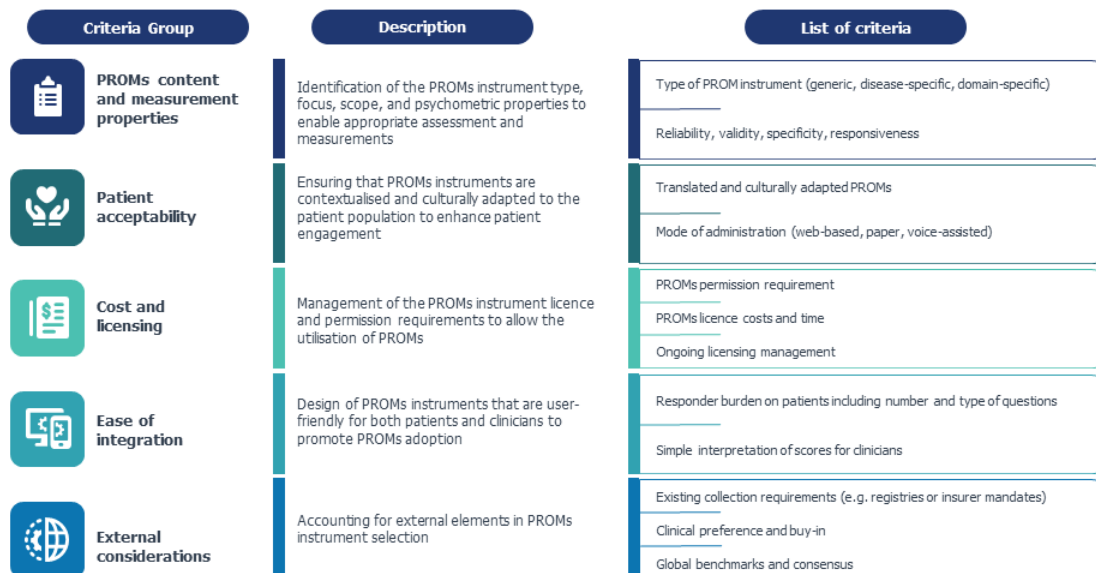 Criteria Group
Description
List of criteria
PROMs content
and measurement
properties
Identification of the PROMs instrument type,
focus, scope, and psychometric properties to
enable appropriate assessment and
measurements
Type of PROM instrument (generic, disease-specific, domain-specific)
Reliability, validity, specificity, responsiveness
Patient
acceptability
Ensuring that PROMs instruments are
contextualised and culturally adapted to the
patient population to enhance patient
engagement
Translated and culturally adapted PROMs
Mode of administration (web-based, paper, voice-assisted)
Cost and
licensing
Management of the PROMs instrument licence
and permission requirements to allow the
utilisation of PROMs
PROMs permission requirement
PROMs licence costs and time
Ongoing licensing management
Ease of
integration
Design of PROMs instruments that are user-
friendly for both patients and clinicians to
promote PROMs adoption
Responder burden on patients including number and type of questions
Simple interpretation of scores for clinicians
External
considerations
Accounting for external elements in PROMs
instrument selection
Existing collection requirements (e.g. registries or insurer mandates)
Clinical preference and buy-in
Global benchmarks and consensus